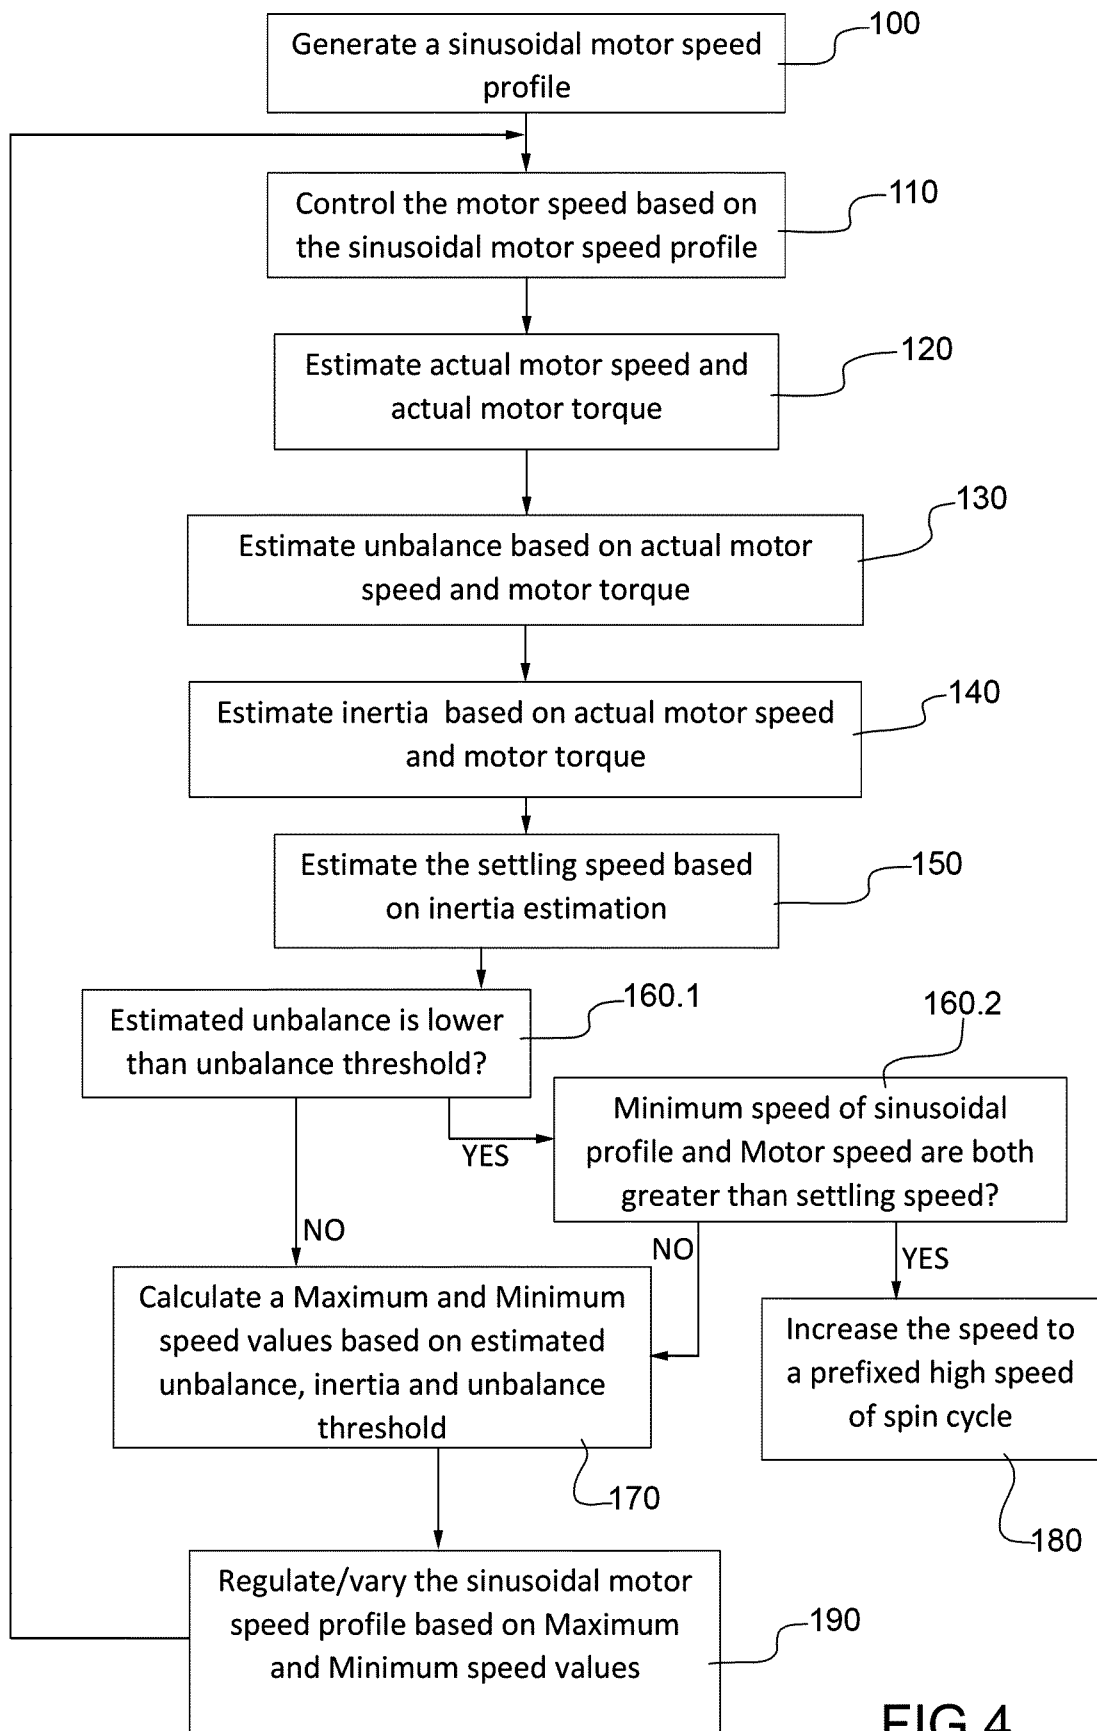 Generate a sinusoidal motor speed
profile
100
Control the motor speed based on
the sinusoidal motor speed profile
110
Estimate actual motor speed and
actual motor torque
120
Estimate unbalance based on actual motor
speed and motor torque
130
Estimate inertia based on actual motor speed
and motor torque
140
Estimate the settling speed based
on inertia estimation
150
Estimated unbalance is lower
than unbalance threshold?
160.1
160.2
Minimum speed of sinusoidal
profile and Motor speed are both
greater than settling speed?
YES
NO
NO
YES
Calculate a Maximum and Minimum
speed values based on estimated
unbalance, inertia and unbalance
threshold
170
Increase the speed to
a prefixed high speed
of spin cycle
180
Regulate/vary the sinusoidal motor
speed profile based on Maximum
and Minimum speed values
190
FIG.4